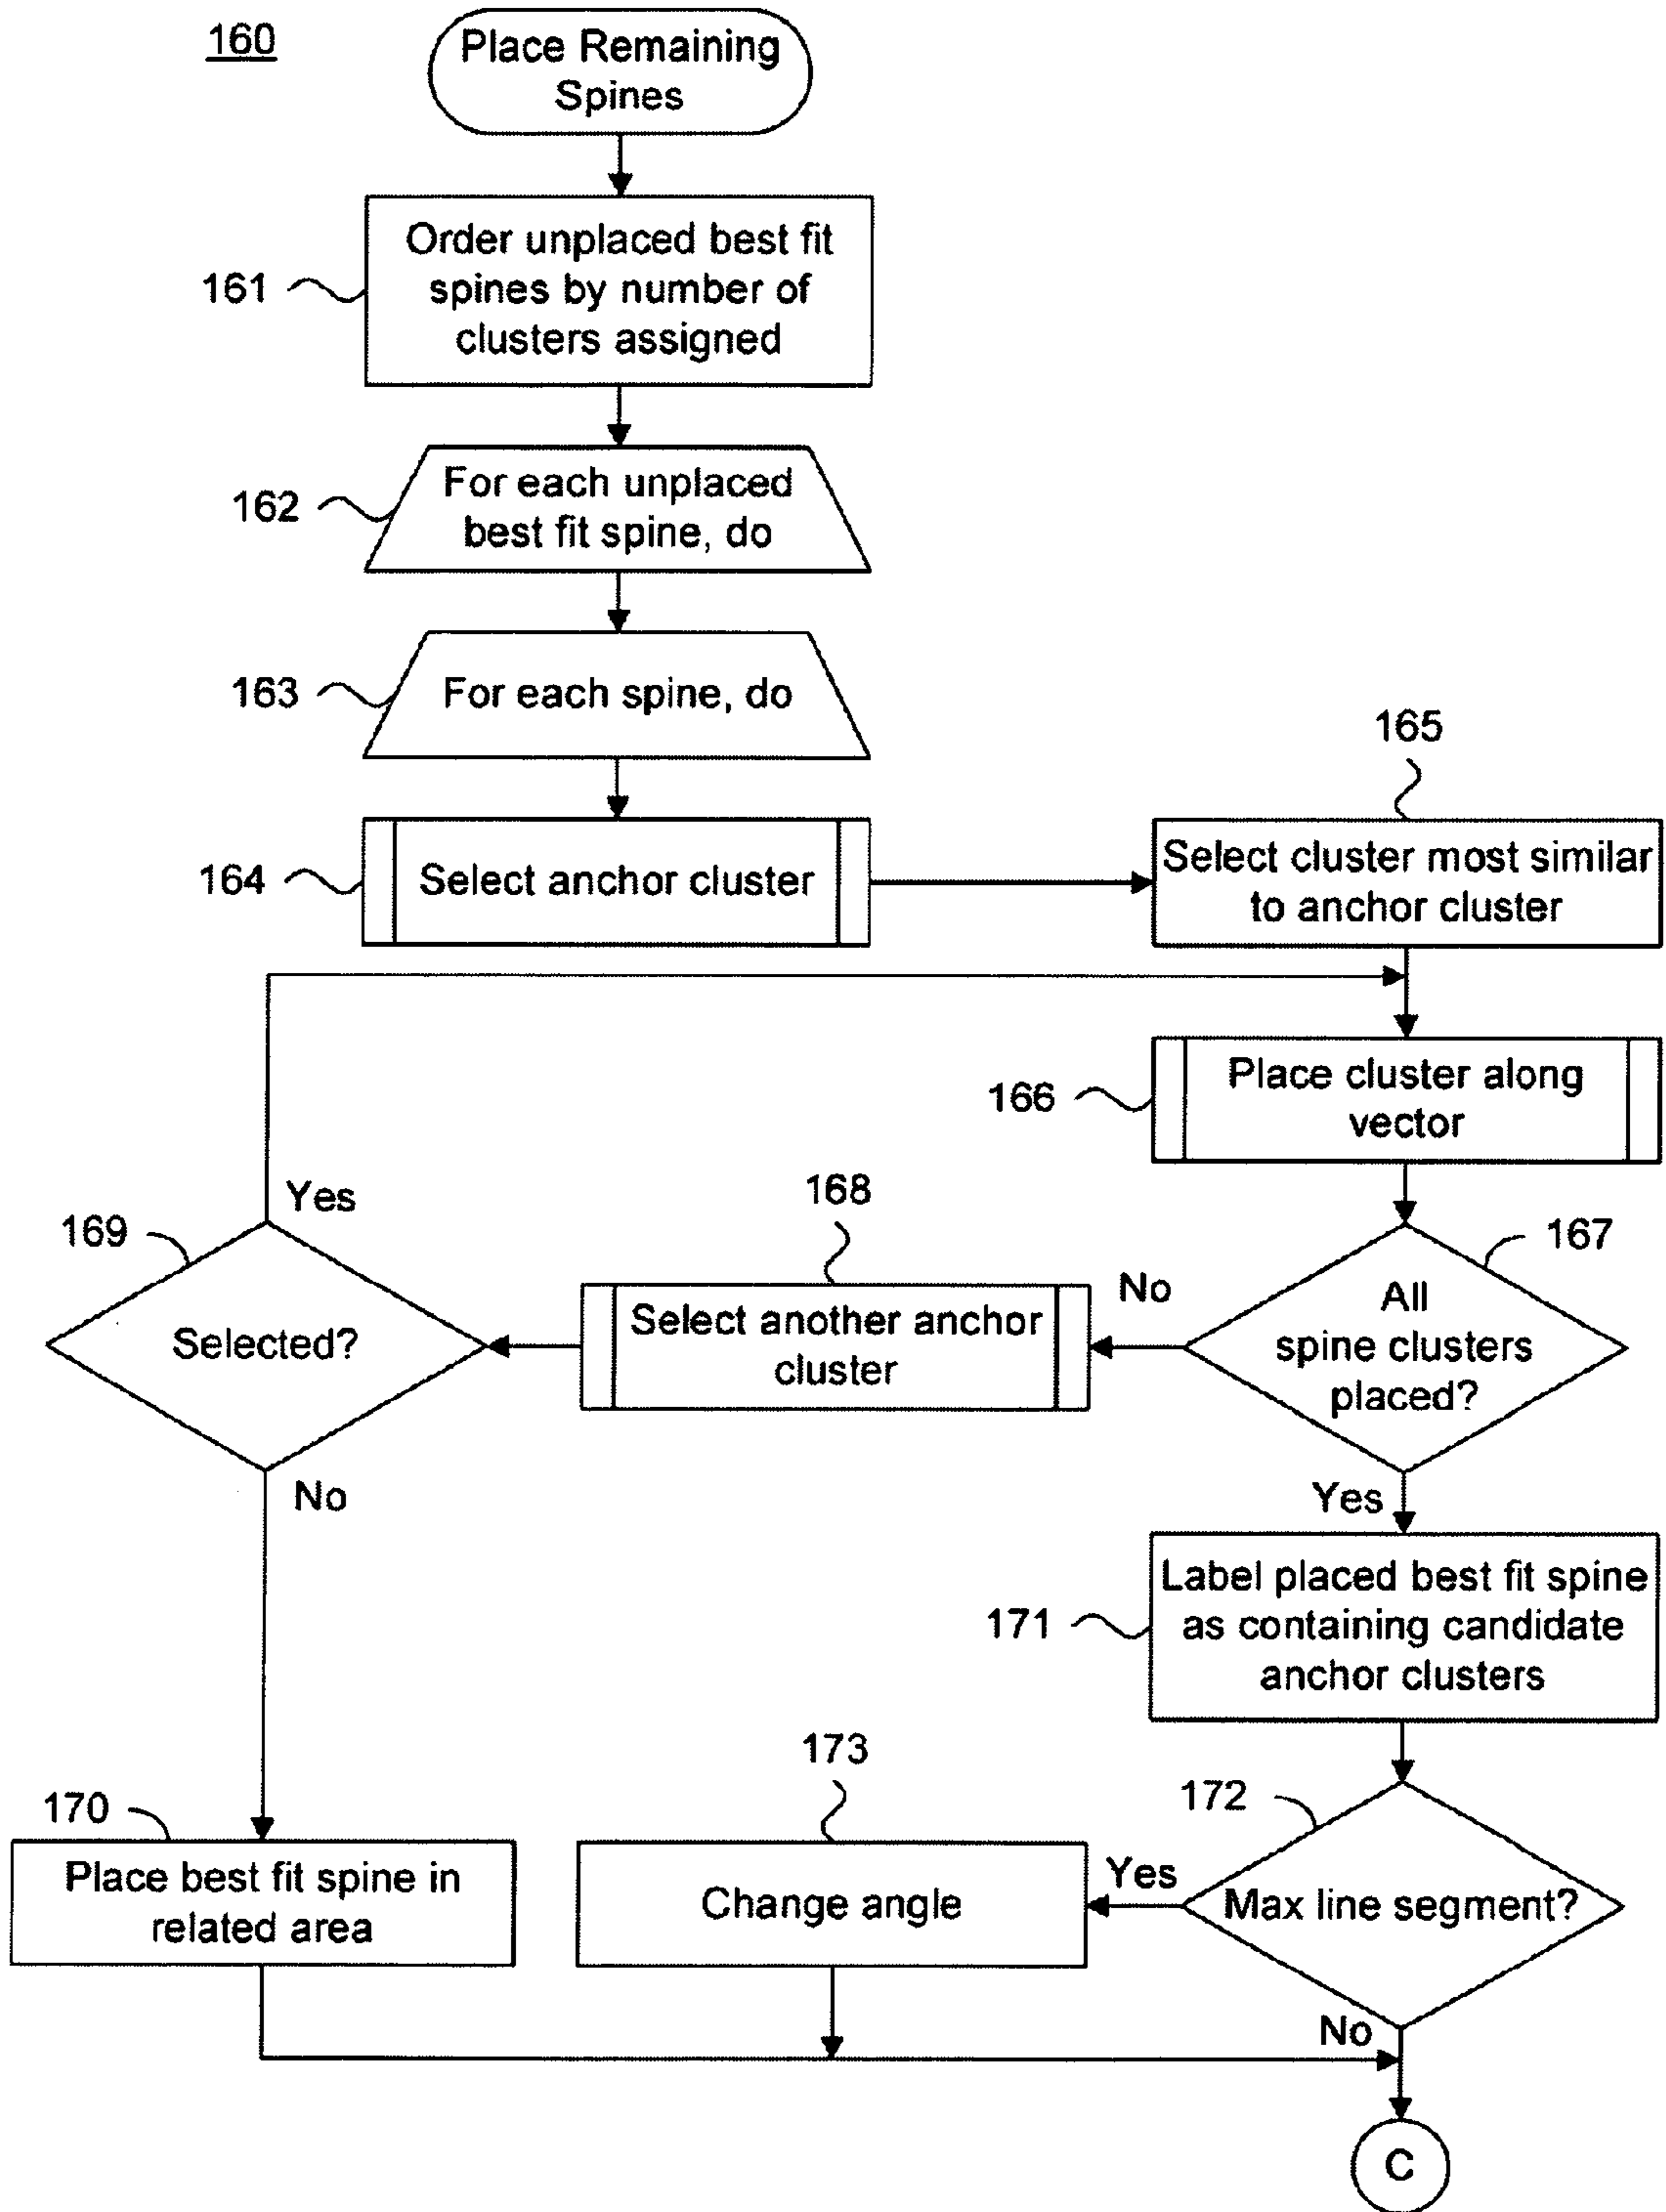 160
Place Remaining
Spines
161
Order unplaced best fit
spines by number of
clusters assigned
162
For each unplaced
best fit spine, do
163
For each spine, do
164
Select anchor cluster
165
Select cluster most similar
to anchor cluster
166
Place cluster along
vector
167
All
spine clusters
placed?
No
Yes
168
Select another anchor
cluster
169
Selected?
Yes
No
170
Place best fit spine in
related area
171
Label placed best fit spine
as containing candidate
anchor clusters
172
Max line segment?
Yes
No
173
Change angle
C